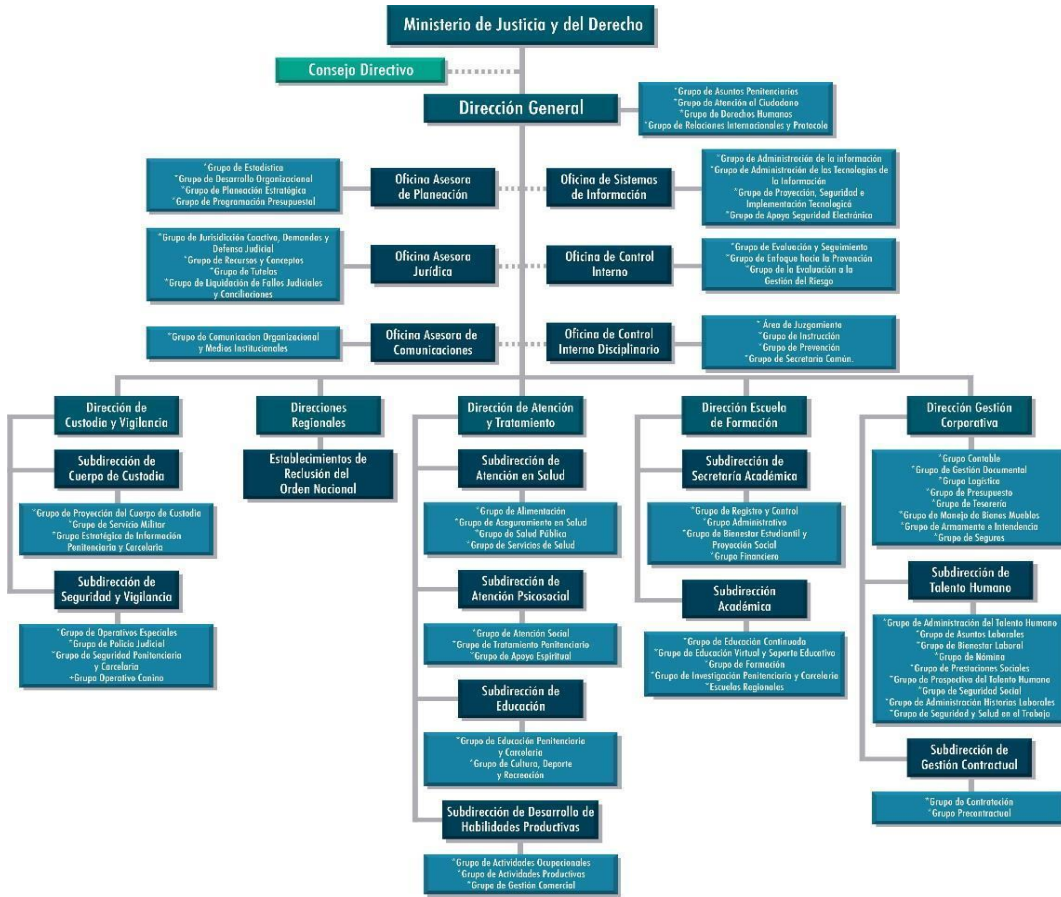 Ministerio de Justicia y del Derecho
Consejo Directivo
Dirección General
*Grupo de Asuntos Penitenciarios
*Grupo de Atención al Ciudadano
*Grupo de Derechos Humanos
*Grupo de Relaciones Internacionales y Protocolo
*Grupo de Estadística
*Grupo de Desarrollo Organizacional
*Grupo de Planeación Estratégica
*Grupo de Programación Presupuestal
Oficina Asesora
de Planeación
Oficina de Sistemas
de Información
*Grupo de Administración de la información
*Grupo de Administración de las Tecnologías de
la Información
*Grupo de Proyección, Seguridad e
Implementación Tecnologicá
*Grupo de Apoyo Seguridad Electrónica
*Grupo de Jurisidicción Coactiva, Demandas y
Defensa Judicial
*Grupo de Recursos y Conceptos
*Grupo de Tutelas
*Grupo de Liquidación de Fallos Judiciales
y Conciliaciones
Oficina Asesora
Jurídica
Oficina de Control
Interno
*Grupo de Evaluación y Seguimiento
*Grupo de Enfoque hacia la Prevención
*Grupo de la Evaluación a la
Gestión del Riesgo
*Grupo de Comunicacion Organizacional
y Medios Institucionales
Oficina Asesora de
Comunicaciones
Oficina de Control
Interno Disciplinario
* Área de Juzgamiento
*Grupo de Instrucción
*Grupo de Prevención
*Grupo de Secretaría Común.
Dirección de
Custodia y Vigilancia
Subdirección de
Cuerpo de Custodia
*Grupo de Proyección del Cuerpo de Custodia
*Grupo de Servicio Militar
*Grupo Estratégica de Información
Penitenciaria y Carcelaria
Subdirección de
Seguridad y Vigilancia
*Grupo de Operativos Especiales
*Grupo de Policía Judicial
*Grupo de Seguridad Penitenciaria
y Carcelaria
+Grupo Operativo Canino
Direcciones
Regionales
Establecimientos de
Reclusión del
Orden Nacional
Dirección de Atención
y Tratamiento
Subdirección de
Atención en Salud
*Grupo de Alimentación
*Grupo de Aseguramiento en Salud
*Grupo de Salud Pública
*Grupo de Servicios de Salud
Subdirección de
Atención Psicosocial
*Grupo de Atención Social
*Grupo de Tratamiento Penitenciario
*Grupo de Apoyo Espiritual
Subdirección de
Educación
*Grupo de Educación Penitenciaria
y Carcelaria
*Grupo de Cultura, Deporte
y Recreación
Subdirección de Desarrollo de
Habilidades Productivas
*Grupo de Actividades Ocupacionales
*Grupo de Actividades Productivas
*Grupo de Gestión Comercial
Dirección Escuela
de Formación
Subdirección de
Secretaría Académica
*Grupo de Registro y Control
*Grupo Administrativo
*Grupo de Bienestar Estudiantil y
Proyección Social
*Grupo Financiero
Subdirección
Académica
*Grupo de Educación Continuada
*Grupo de Educación Virtual y Soporte Educativo
*Grupo de Formación
*Grupo de Investigación Penitenciaria y Carcelaria
*Escuelas Regionales
Dirección Gestión
Corporativa
*Grupo Contable
*Grupo de Gestión Documental
*Grupo Logística
*Grupo de Presupuesto
*Grupo de Tesorería
*Grupo de Manejo de Bienes Muebles
*Grupo de Armamento e Intendencia
*Grupo de Seguros
Subdirección de
Talento Humano
*Grupo de Administración del Talento Humano
*Grupo de Asuntos Laborales
*Grupo de Bienestar Laboral
*Grupo de Nómina
*Grupo de Prestaciones Sociales
*Grupo de Prospectiva del Talento Humano
*Grupo de Seguridad Social
*Grupo de Administración Historias Laborales
*Grupo de Seguridad y Salud en el Trabajo
Subdirección de
Gestión Contractual
*Grupo de Contratación
*Grupo Precontractual